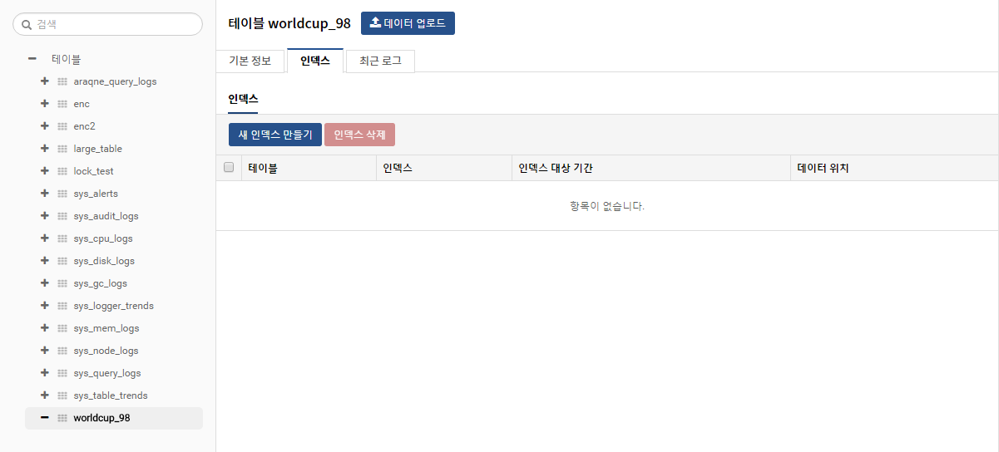 검색
테이블
araqne_query_logs
enc
enc2
large_table
lock_test
sys_alerts
sys_audit_logs
sys_cpu_logs
sys_disk_logs
sys_gc_logs
sys_logger_trends
sys_mem_logs
sys_node_logs
sys_query_logs
sys_table_trends
worldcup_98
테이블 worldcup_98 데이터 업로드
기본 정보 인덱스 최근 로그
인덱스
새 인덱스 만들기 인덱스 삭제
테이블 인덱스 인덱스 대상 기간 데이터 위치
항목이 없습니다.